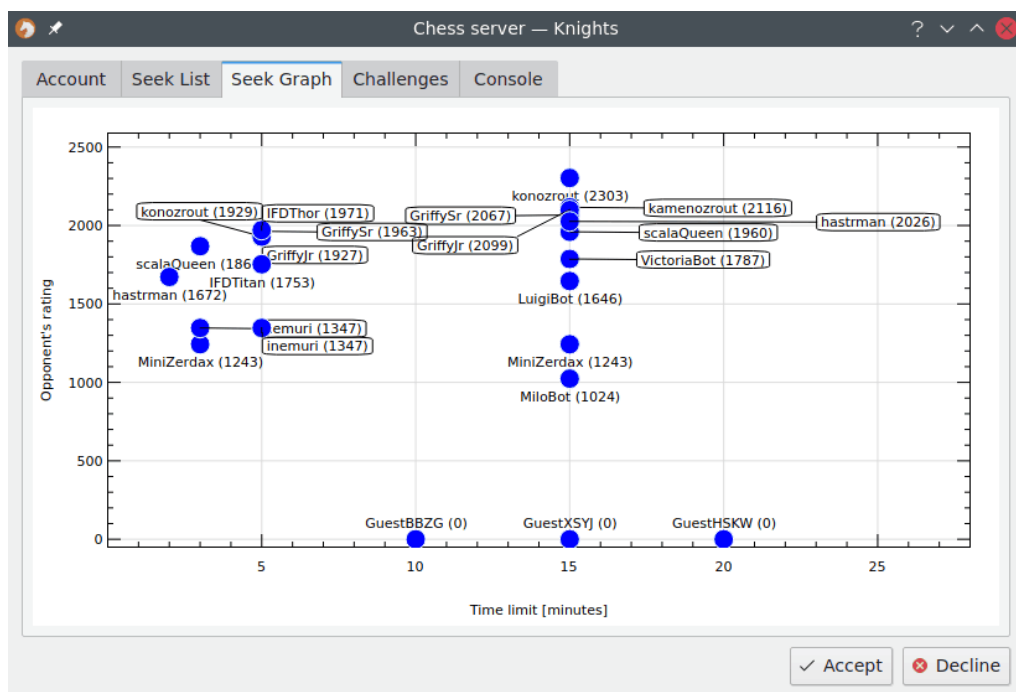 Chess server — Knights
Account
Seek List
Seek Graph
Challenges
Console
2500
2000
1500
1000
500
0
Opponent's rating
konozrout (2303)
konozrout (1929)
IFDThor (1971)
GriffySr (2067)
kamenozrout (2116)
hastrman (2026)
GriffySr (1963)
scalaQueen (1960)
GriffyJr (2099)
GriffyJr (1927)
scalaQueen (186
VictoriaBot (1787)
IFDTitan (1753)
hastrman (1672)
LuigiBot (1646)
emuri (1347)
inemuri (1347)
MiniZerdax (1243)
MiniZerdax (1243)
MiloBot (1024)
GuestBBZG (0)
GuestXSYJ (0)
GuestHSKW (0)
5
10
15
20
25
Time limit [minutes]
Accept
Decline